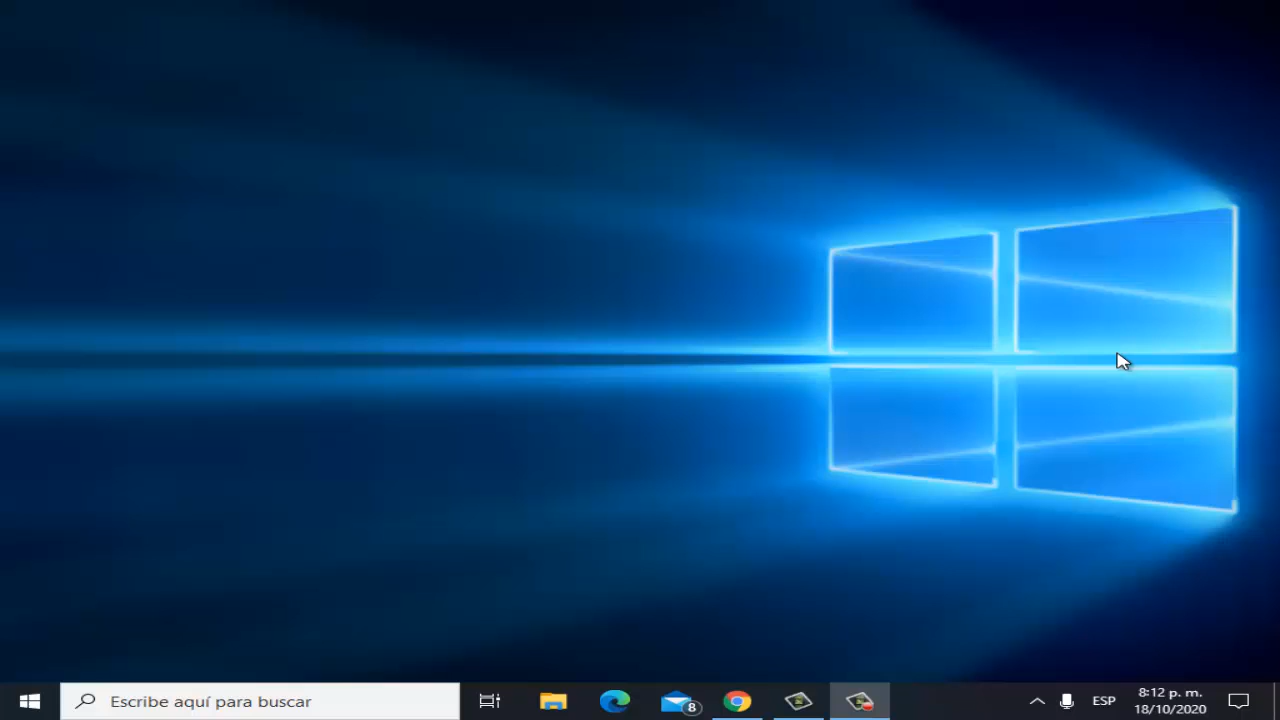 Escribe aquí para buscar
8
ESP
8:12 p. m.
18/10/2020